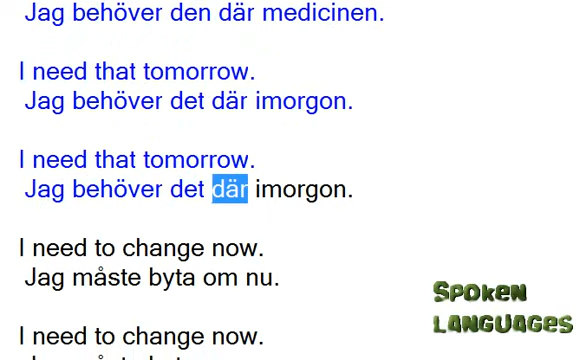 Jag behöver den där medicinen.
I need that tomorrow.
Jag behöver det där imorgon.
I need that tomorrow.
Jag behöver det där imorgon.
I need to change now.
Jag måste byta om nu.
I need to change now.
Spoken
Languages